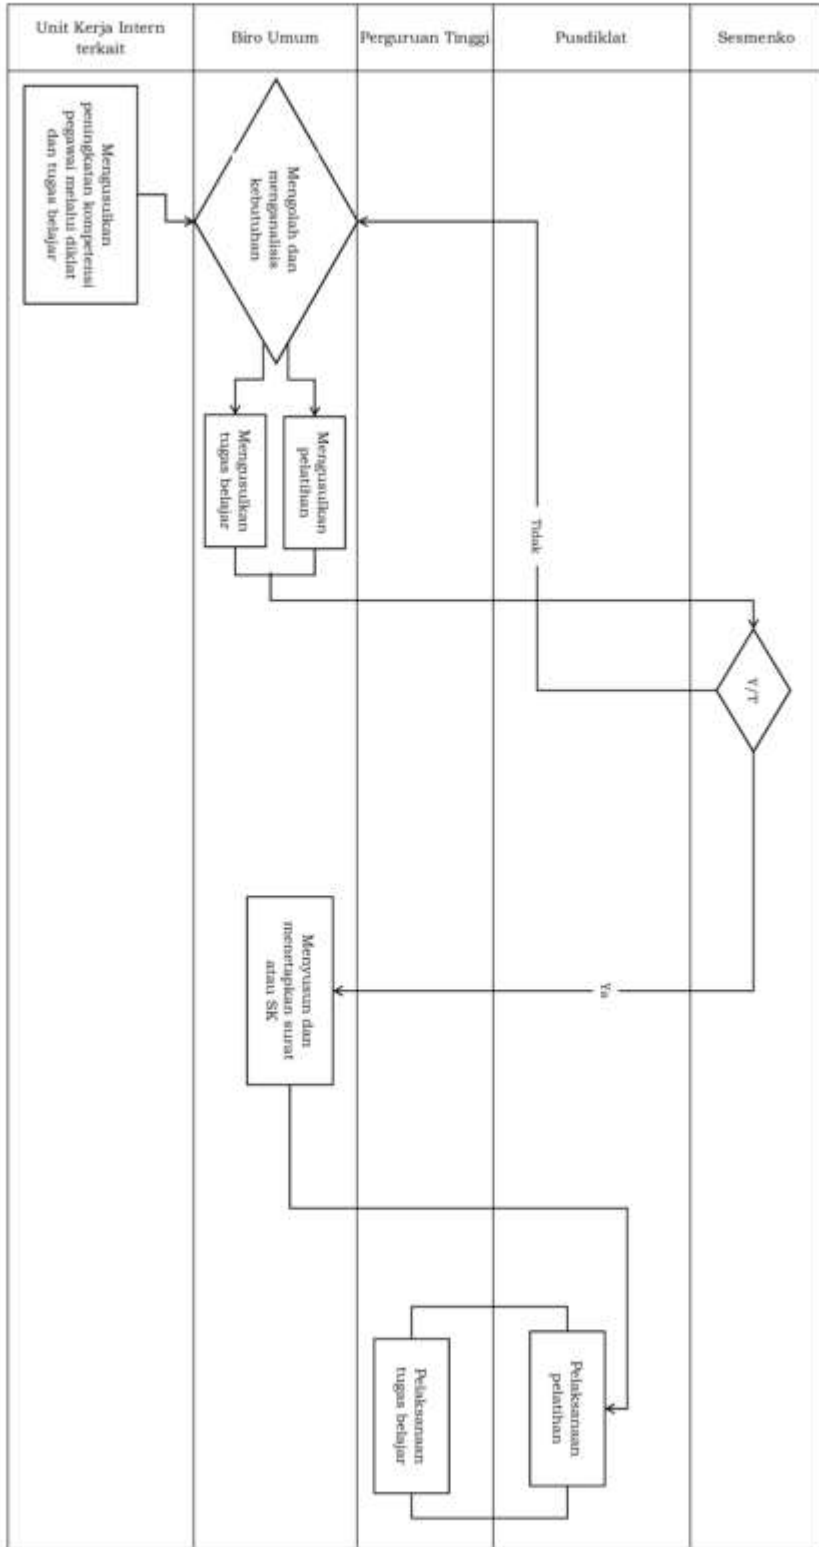 Unit Kerja Intern
terkait
Biro Umum
Perguruan Tinggi
Pusdiklat
Sesmenko
Mengusulkan
peningkatan kompetensi
pegawai melalui diklat
dan tugas belajar
Mengolah dan
menganalisis
kebutuhan
Mengusulkan
pelatihan
Mengusulkan
tugas belajar
Tidak
Y/T
Ya
Menyusun dan
menetapkan surat
atau SK
Pelaksanaan
pelatihan
Pelaksanaan
tugas belajar